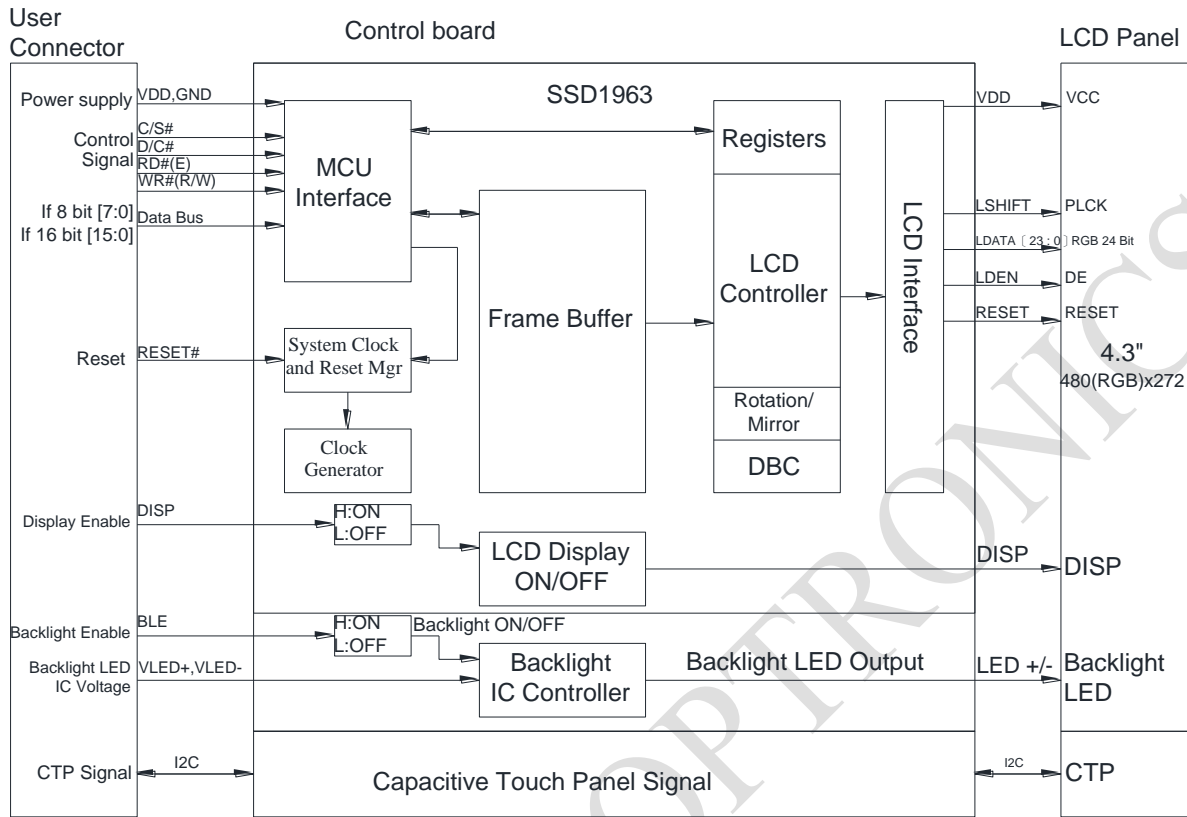 User
Connector
Control board
LCD Panel
SSD1963
Power supply
VDD,GND
Control
Signal
C/S#
D/C#
RD#(E)
WR#(R/W)
If 8 bit [7:0]
If 16 bit [15:0]
Data Bus
MCU
Interface
Registers
LCD
Controller
Rotation/
Mirror
DBC
LCD Interface
Frame Buffer
VDD
VCC
LSHIFT
PLCK
LDATA [ 23 : 0 ] RGB 24 Bit
LDEN
DE
RESET
RESET
4.3"
480(RGB)x272
Reset
RESET#
System Clock
and Reset Mgr
Clock
Generator
Display Enable
DISP
H:ON
L:OFF
LCD Display
ON/OFF
DISP
DISP
Backlight Enable
BLE
H:ON
L:OFF
Backlight ON/OFF
Backlight LED
IC Voltage
VLED+,VLED-
Backlight
IC Controller
Backlight LED Output
LED +/-
Backlight
LED
CTP Signal
I2C
Capacitive Touch Panel Signal
I2C
CTP
OPTRONICS